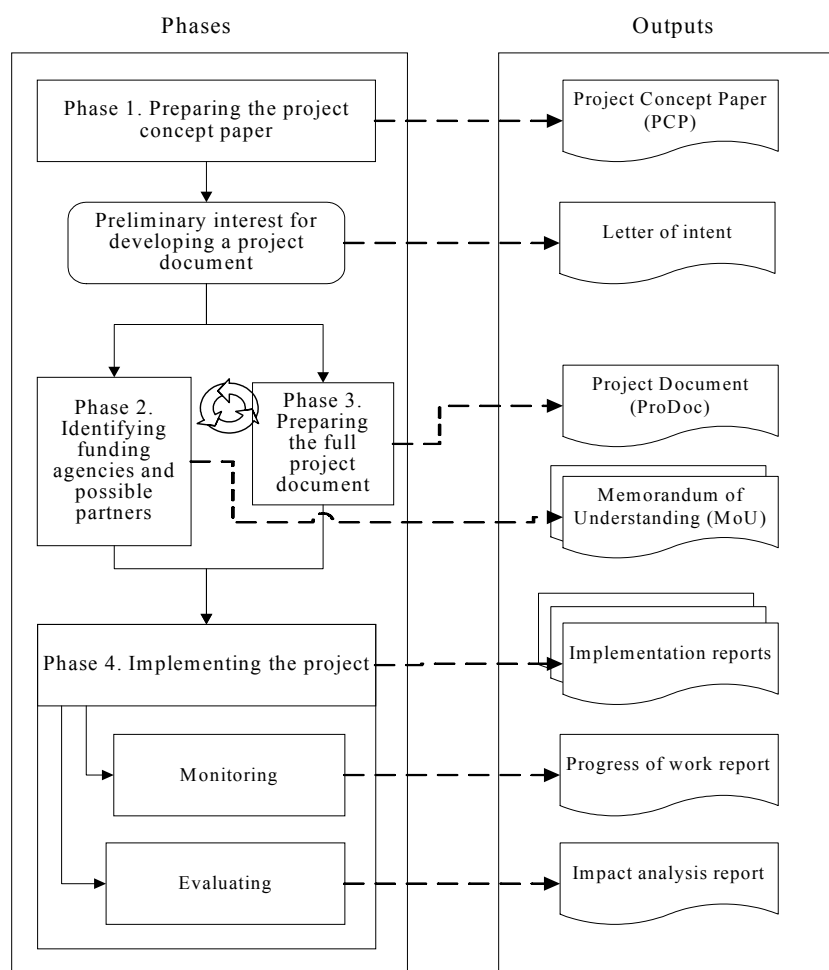 Phases
Outputs
Phase 1. Preparing the project
concept paper
Project Concept Paper
(PCP)
Preliminary interest for
developing a project
document
Letter of intent
Phase 2.
Identifying
funding
agencies and
possible
partners
Phase 3.
Preparing
the full
project
document
Project Document
(ProDoc)
Memorandum of
Understanding (MoU)
Phase 4. Implementing the project
Implementation reports
Monitoring
Progress of work report
Evaluating
Impact analysis report